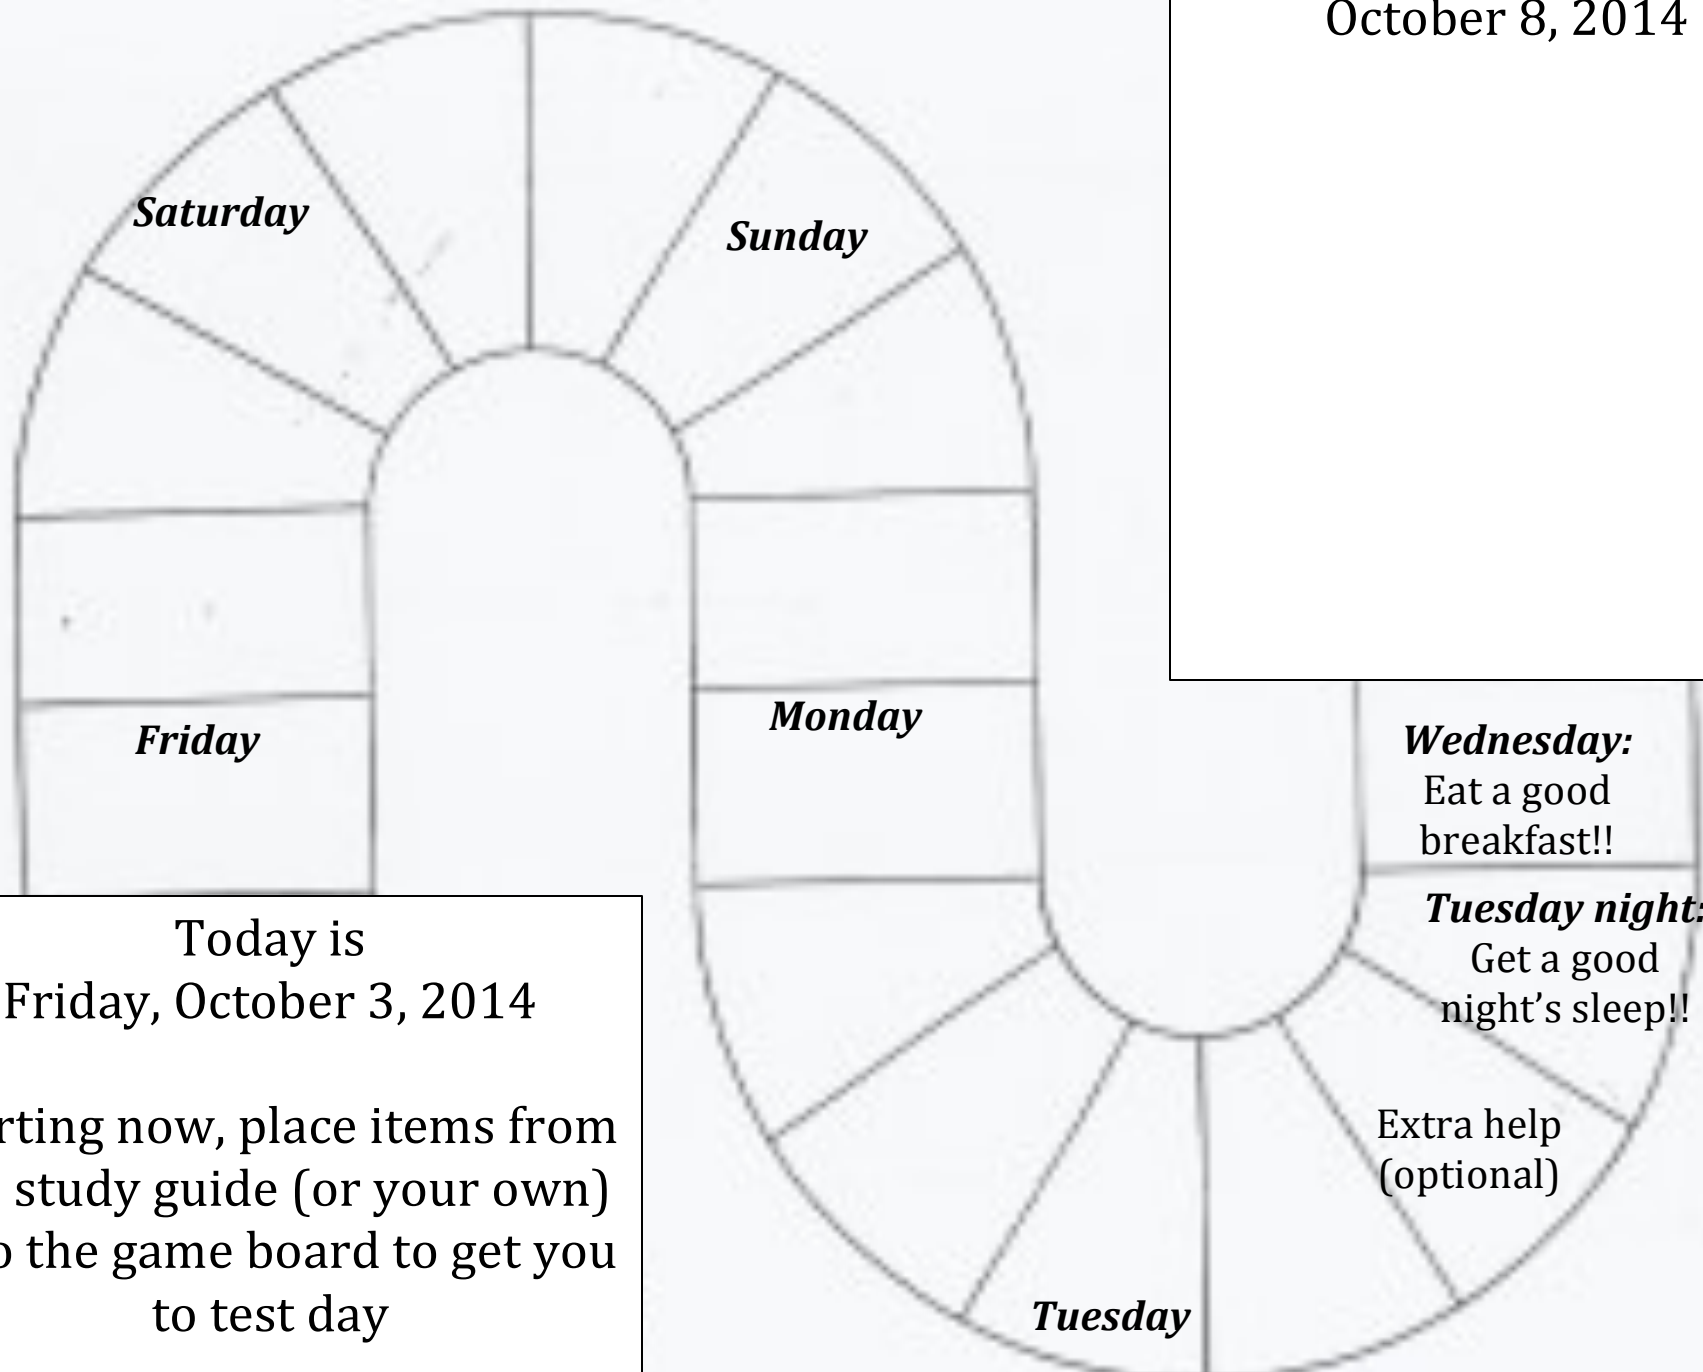 October 8, 2014
Saturday
Sunday
Friday
Monday
Wednesday:
Eat a good
breakfast!!
Tuesday night:
Get a good
night's sleep!!
Extra help
(optional)
Tuesday
Today is
Friday, October 3, 2014
rting now, place items from
study guide (or your own)
o the game board to get you
to test day